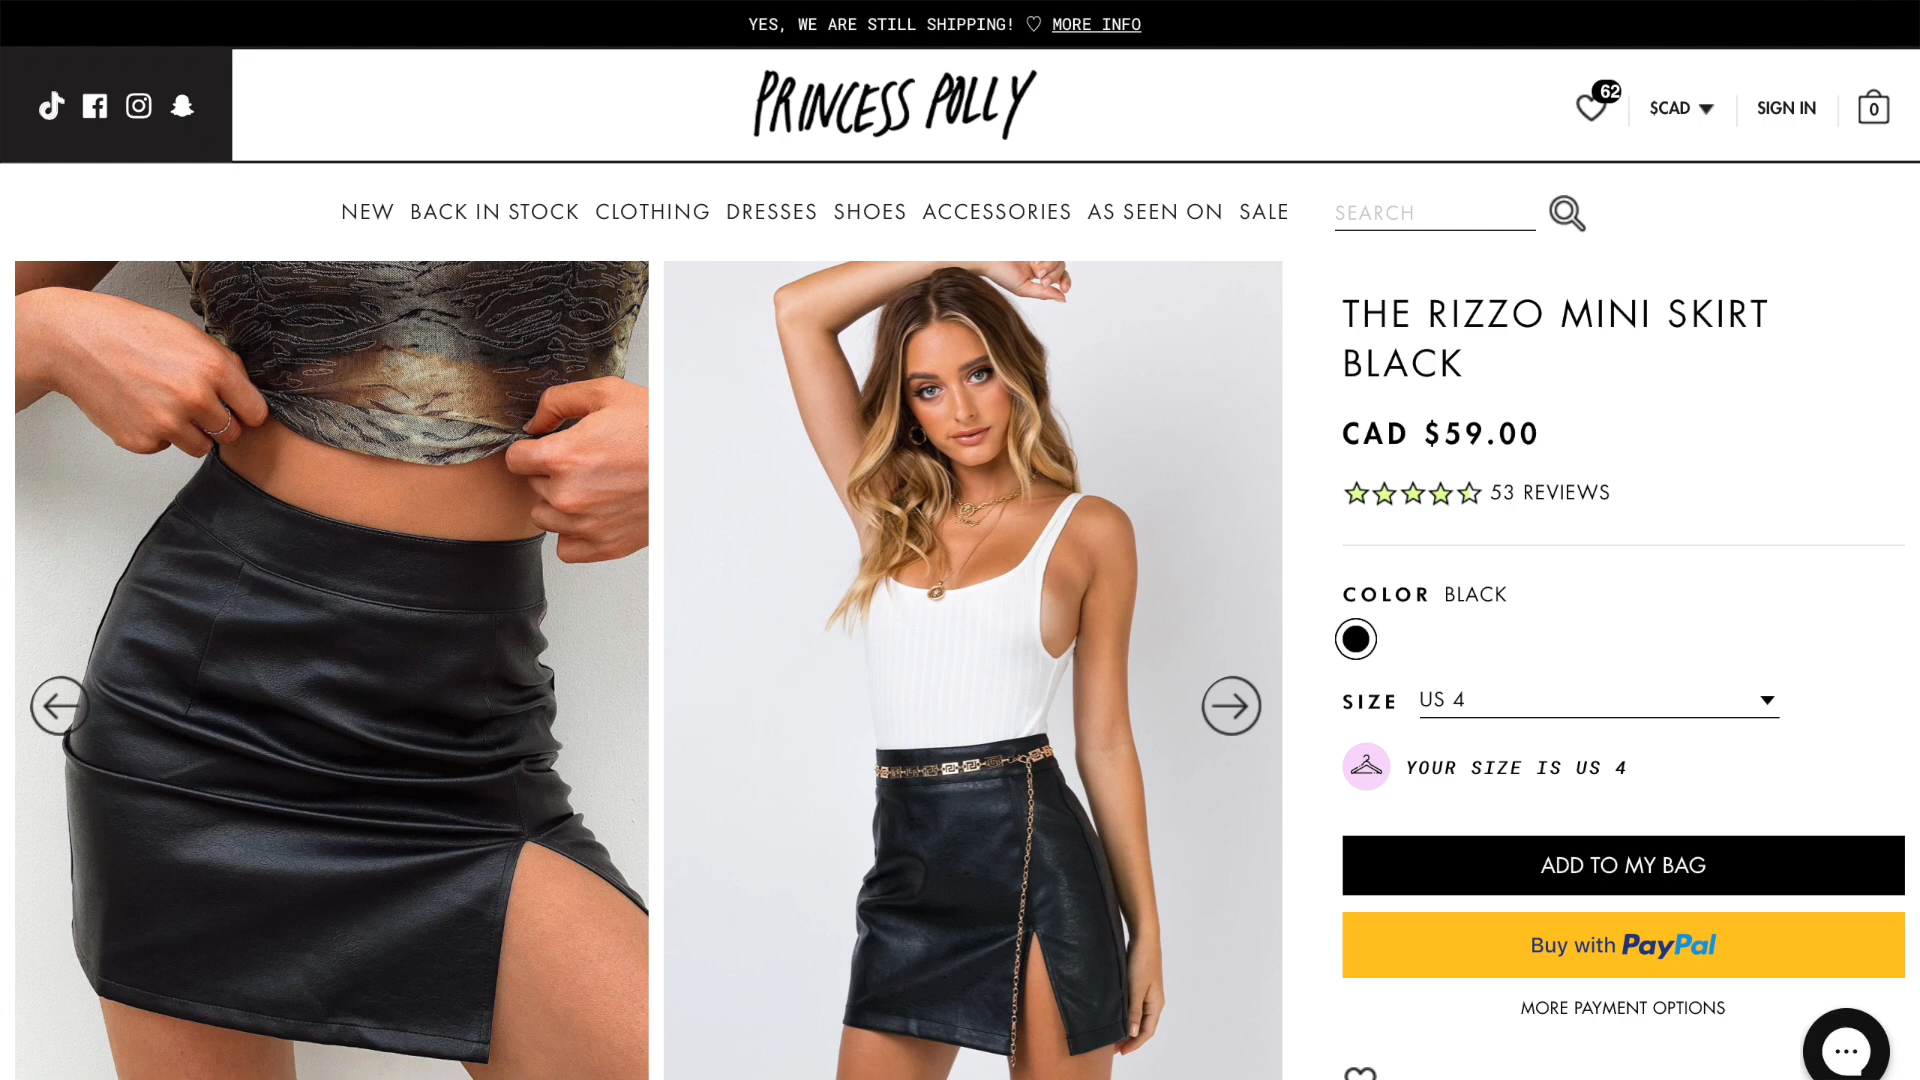 YES, WE ARE STILL SHIPPING! ♡ MORE INFO
PRINCESS POLLY
62
$CAD
SIGN IN
0
NEW BACK IN STOCK CLOTHING DRESSES SHOES ACCESSORIES AS SEEN ON SALE
SEARCH
THE RIZZO MINI SKIRT
BLACK
CAD $59.00
53 REVIEWS
COLOR BLACK
SIZE US 4
YOUR SIZE IS US 4
ADD TO MY BAG
Buy with PayPal
MORE PAYMENT OPTIONS